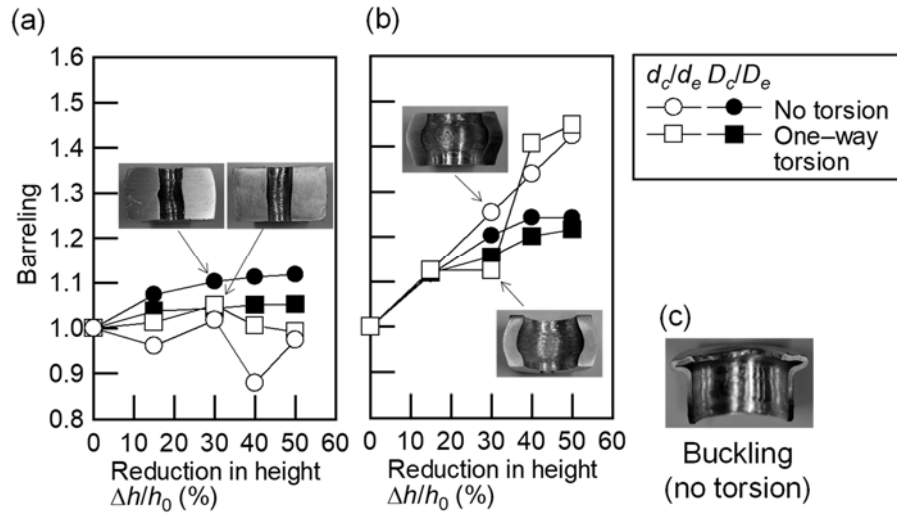 (a)
(b)
1.6
1.5
1.4
1.3
1.2
1.1
1.0
0.9
0.8
Barreling
0 10 20 30 40 50 60
Reduction in height
Δh/h0 (%)
0 10 20 30 40 50 60
Reduction in height
Δh/h0 (%)
dc/de Dc/De
No torsion
One–way
torsion
(c)
Buckling
(no torsion)